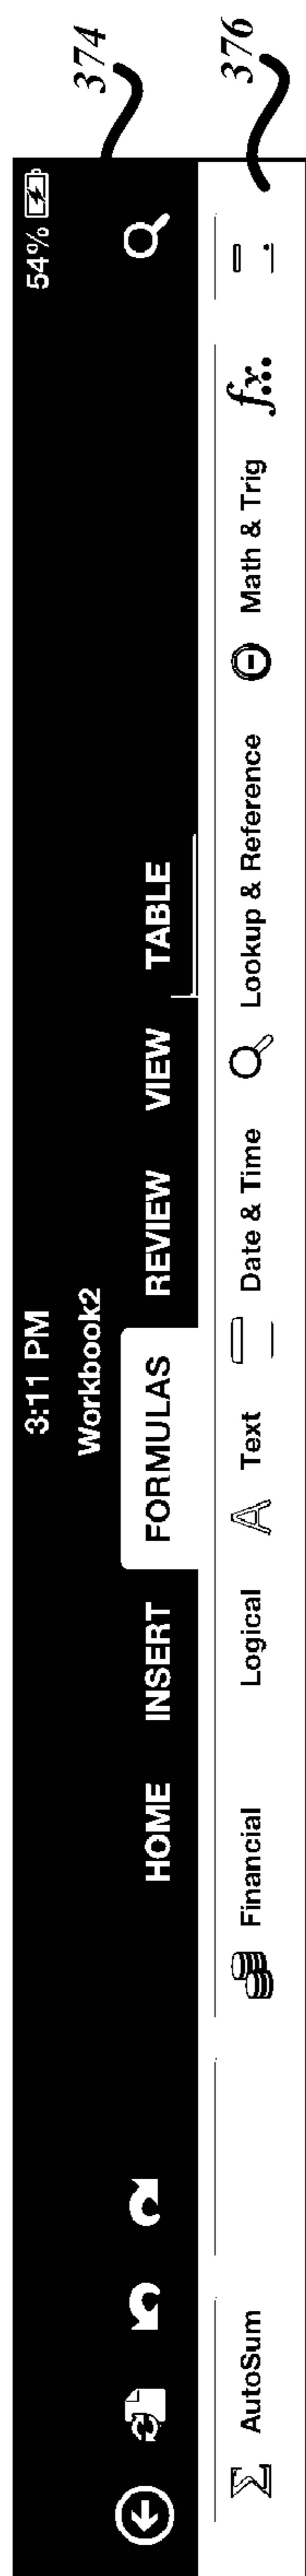 3:11 PM 54%
Workbook2
HOME INSERT FORMULAS REVIEW VIEW TABLE
Σ AutoSum Financial Logical Text Date & Time Lookup & Reference Math & Trig fx
374
376